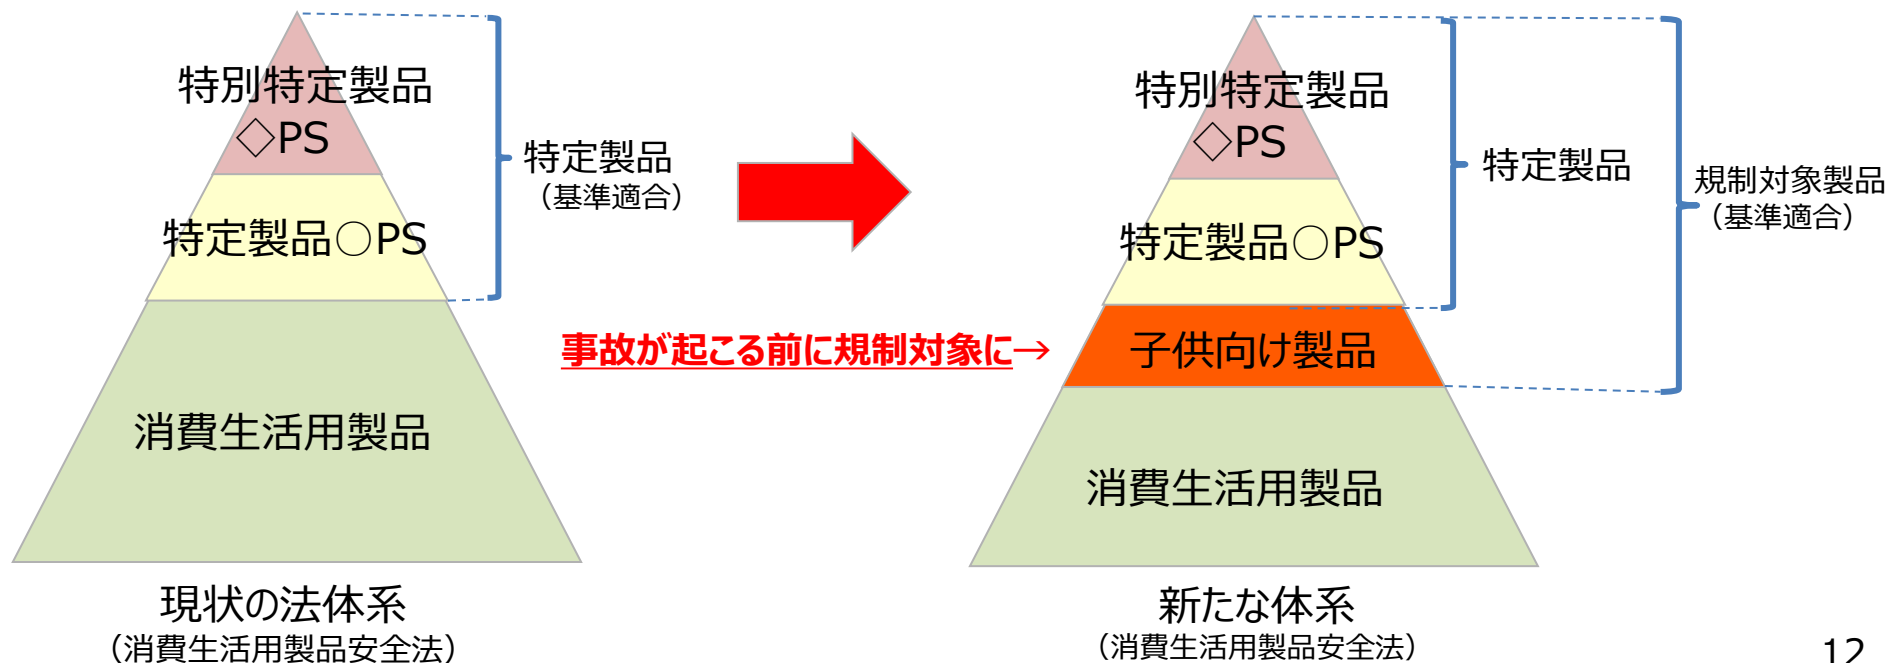 特別特定製品
◇PS
特定製品
（基準適合）
特定製品○PS
消費生活用製品
現状の法体系
（消費生活用製品安全法）
事故が起こる前に規制対象に→
特別特定製品
◇PS
特定製品
規制対象製品
（基準適合）
特定製品○PS
子供向け製品
消費生活用製品
新たな体系
（消費生活用製品安全法）
12